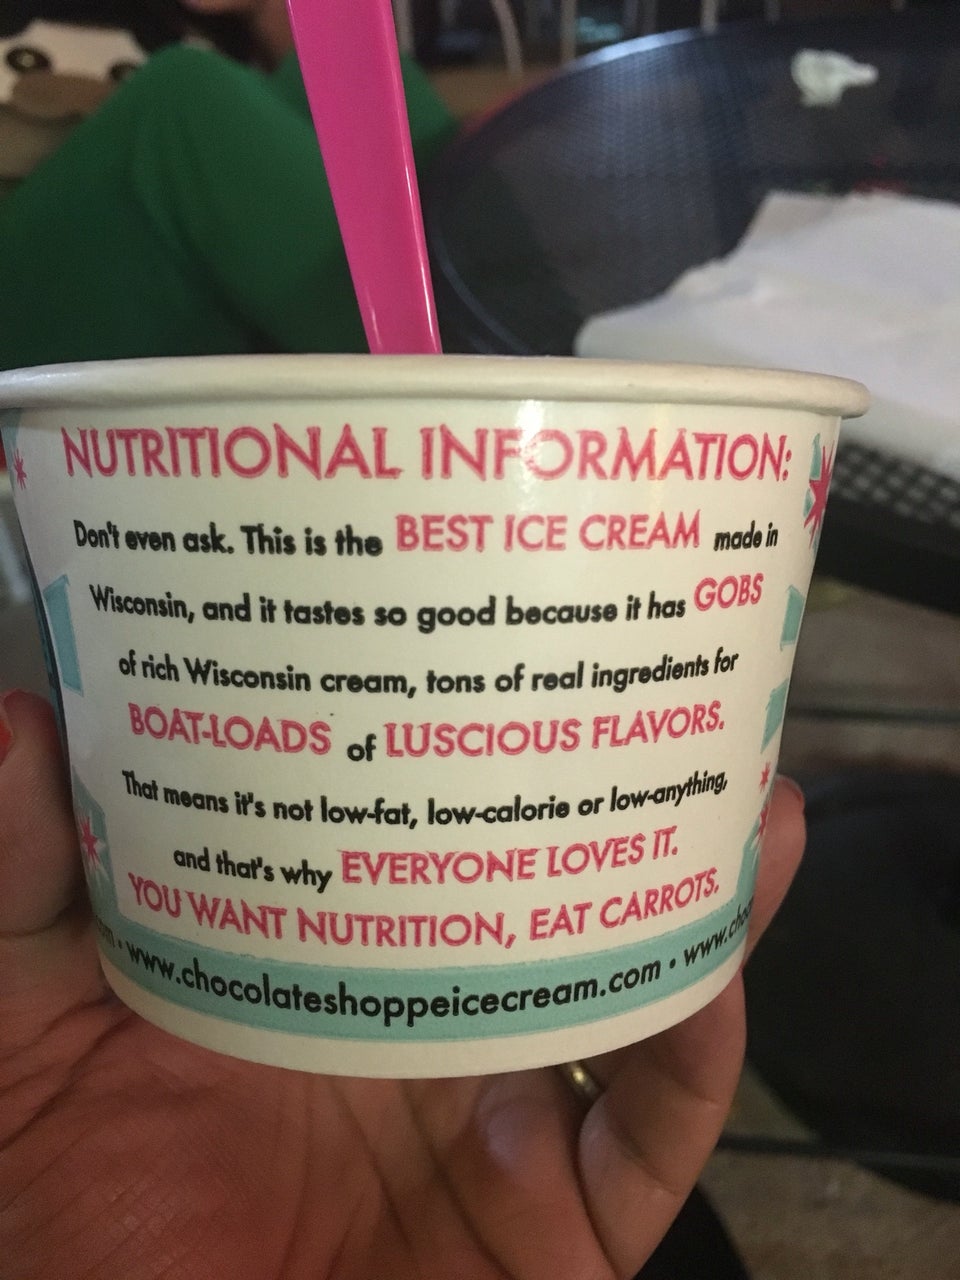 NUTRITIONAL INFORMATION:
Don't even ask. This is the BEST ICE CREAM made in
Wisconsin, and it tastes so good because it has GOBS
of rich Wisconsin cream, tons of real ingredients for
BOAT-LOADS of LUSCIOUS FLAVORS.
That means it's not low-fat, low-calorie or low-anything,
and that's why EVERYONE LOVES IT.
YOU WANT NUTRITION, EAT CARROTS.
om • www.chocolateshoppeicecream.com • www.choc